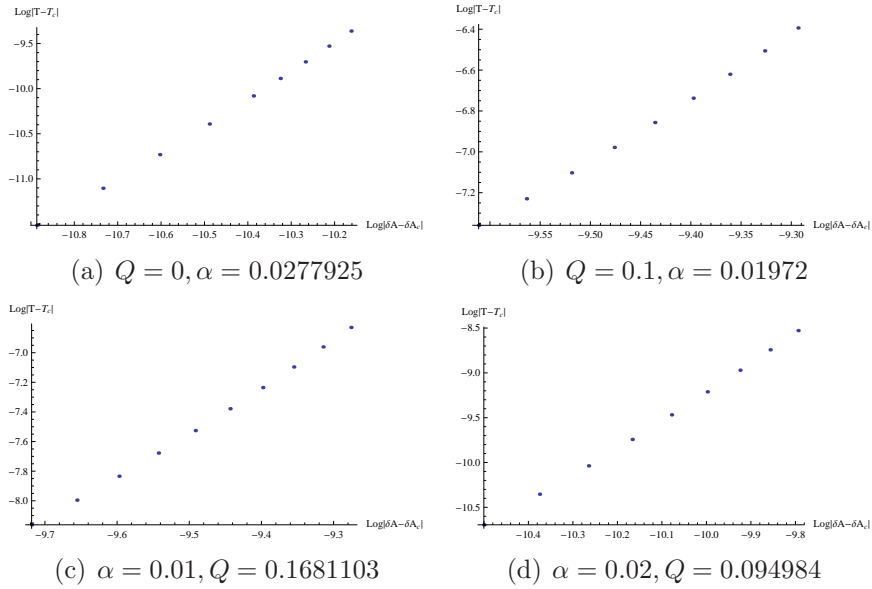 Log|T−T_c|
−9.5
−10.0
−10.5
−11.0
−10.8 −10.7 −10.6 −10.5 −10.4 −10.3 −10.2
Log|δA−δA_c|
(a) Q = 0, α = 0.0277925
Log|T−T_c|
−6.4
−6.6
−6.8
−7.0
−7.2
−9.55 −9.50 −9.45 −9.40 −9.35 −9.30
Log|δA−δA_c|
(b) Q = 0.1, α = 0.01972
Log|T−T_c|
−7.0
−7.2
−7.4
−7.6
−7.8
−8.0
−9.7 −9.6 −9.5 −9.4 −9.3
Log|δA−δA_c|
(c) α = 0.01, Q = 0.1681103
Log|T−T_c|
−8.5
−9.0
−9.5
−10.0
−10.5
−10.4 −10.3 −10.2 −10.1 −10.0 −9.9 −9.8
Log|δA−δA_c|
(d) α = 0.02, Q = 0.094984